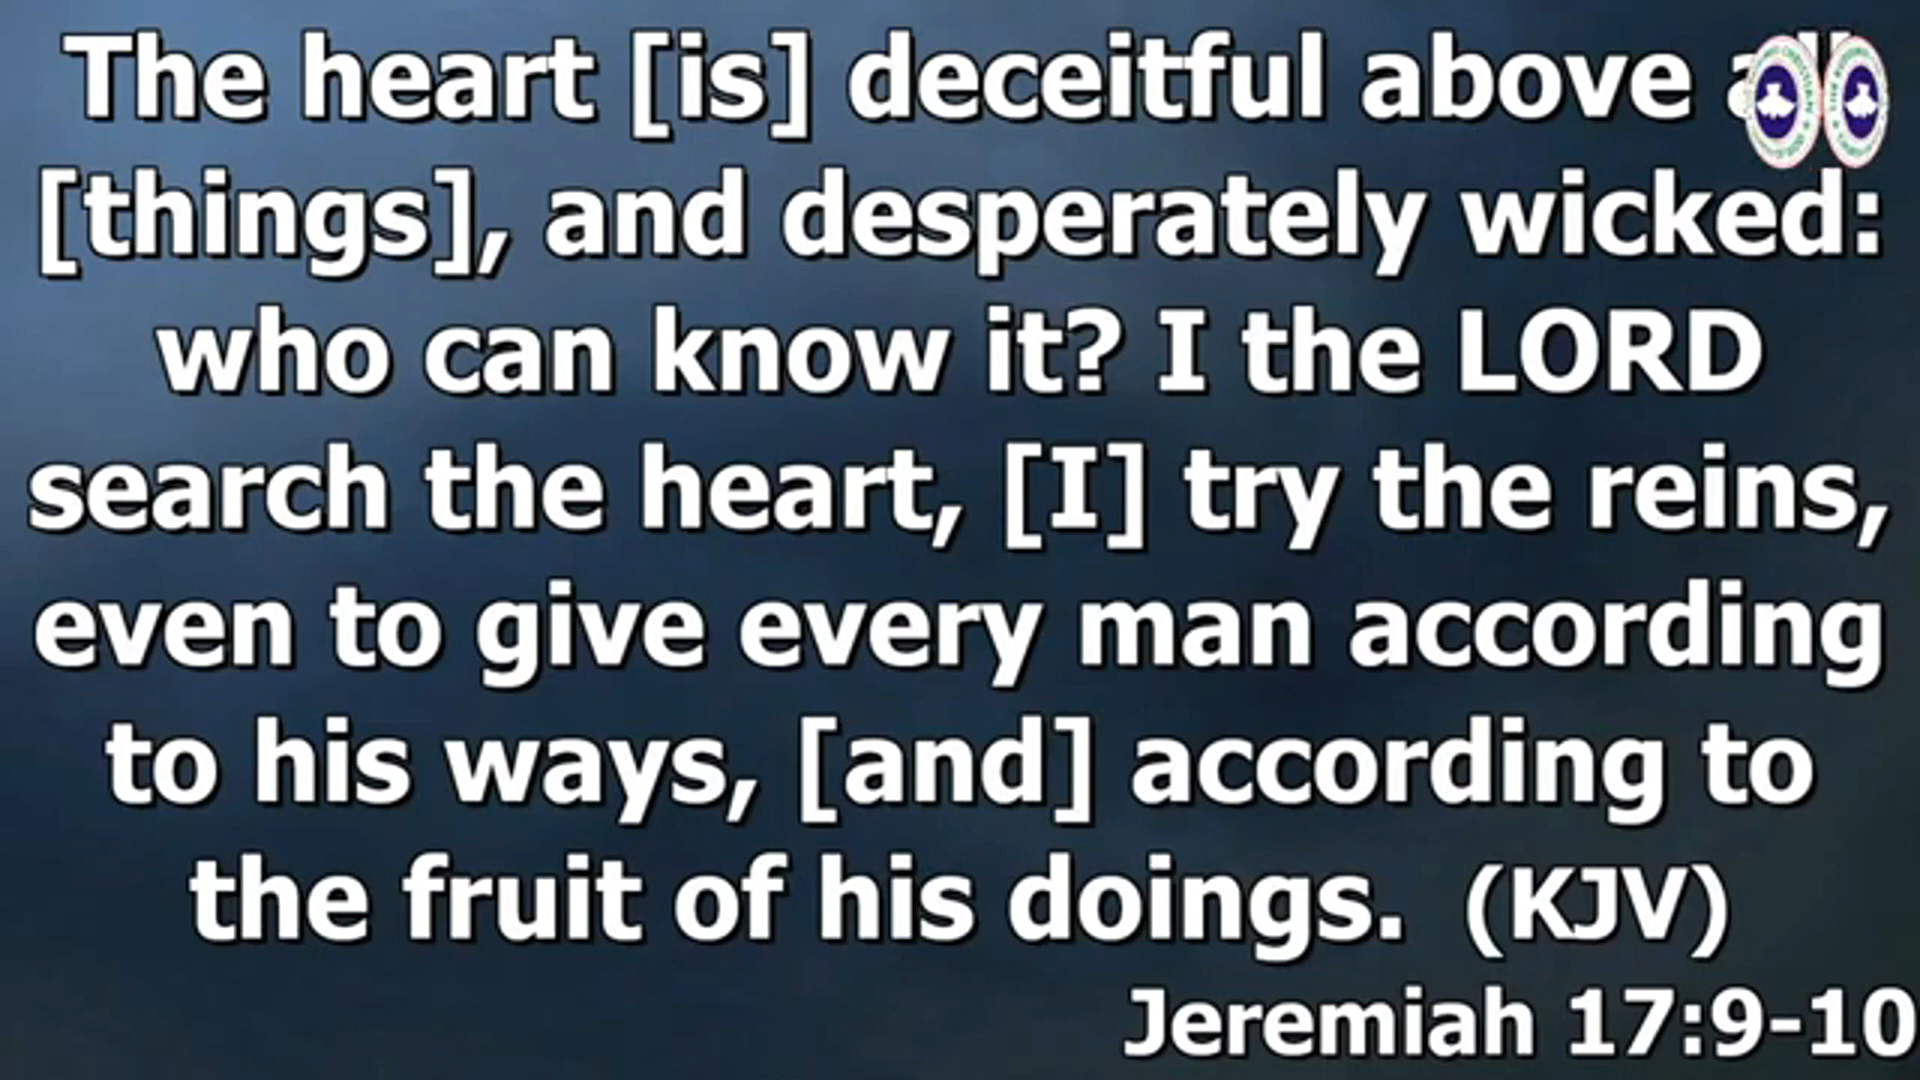 The heart [is] deceitful above
[things], and desperately wicked:
who can know it? I the LORD
search the heart, [I] try the reins,
even to give every man according
to his ways, [and] according to
the fruit of his doings.  (KJV)
Jeremiah 17:9-10